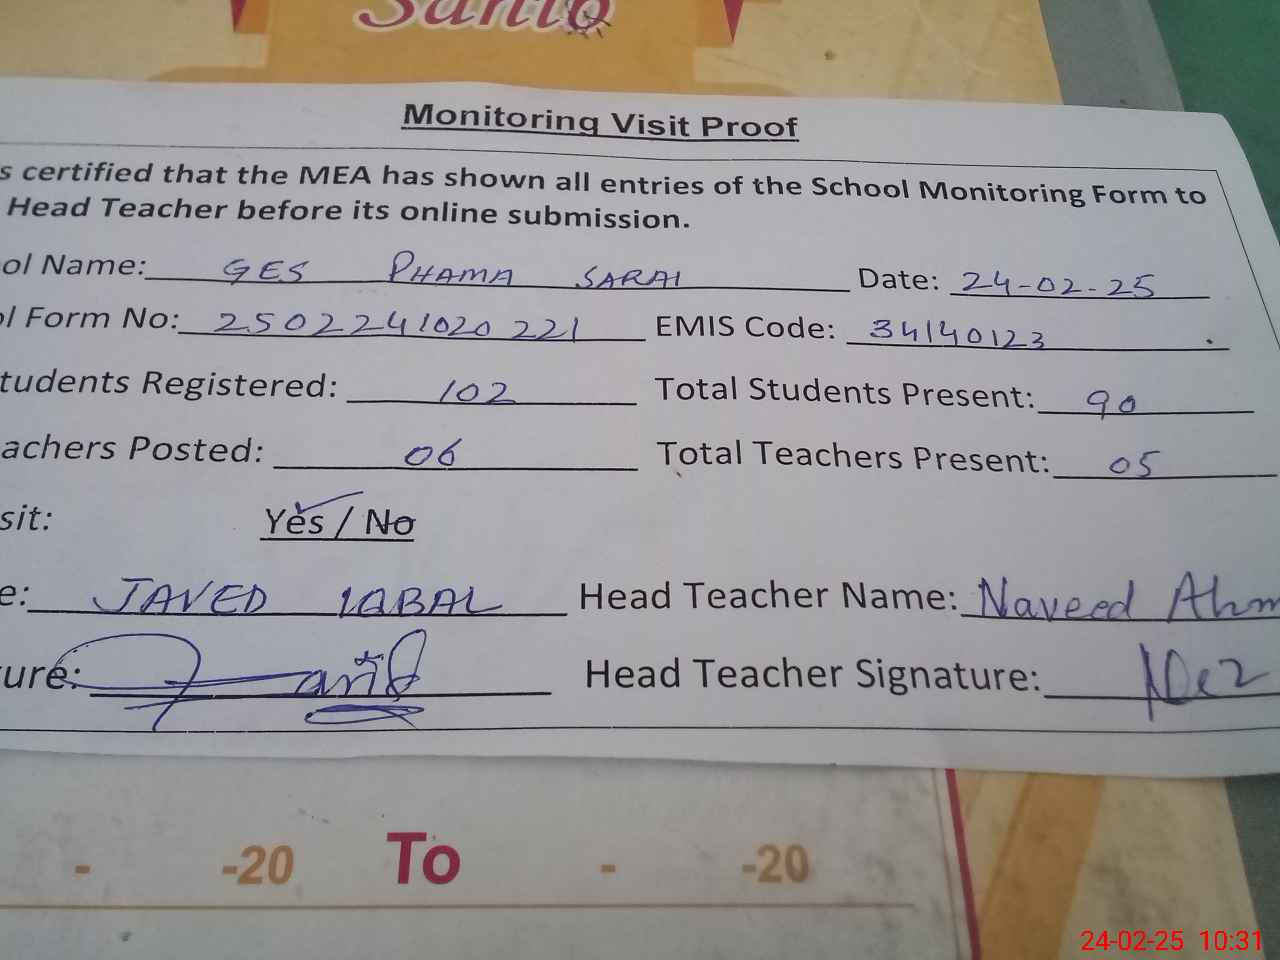 Sanio
Monitoring Visit Proof
s certified that the MEA has shown all entries of the School Monitoring Form to
Head Teacher before its online submission.
ol Name: GES PHAMA SARAI Date: 24-02-25
ol Form No: 2502241020221 EMIS Code: 34140123
tudents Registered: 102 Total Students Present: 90
achers Posted: 06 Total Teachers Present: 05
sit: Yes / No
e: JAVED IQBAL Head Teacher Name: Naveed Ahm
ure: Head Teacher Signature:
- -20 To - -20
24-02-25 10:31